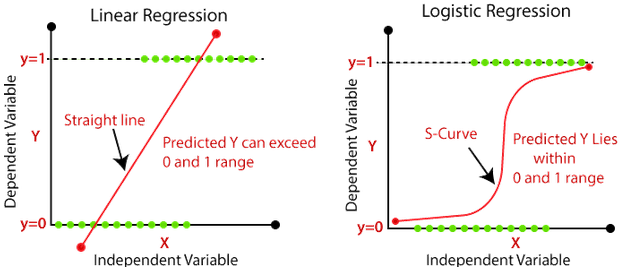 Linear Regression
y=1
Dependent Variable
Y
Straight line
Predicted Y can exceed
0 and 1 range
y=0
X
Independent Variable
Logistic Regression
y=1
Dependent Variable
Y
S-Curve
Predicted Y Lies
within
0 and 1 range
y=0
X
Independent Variable